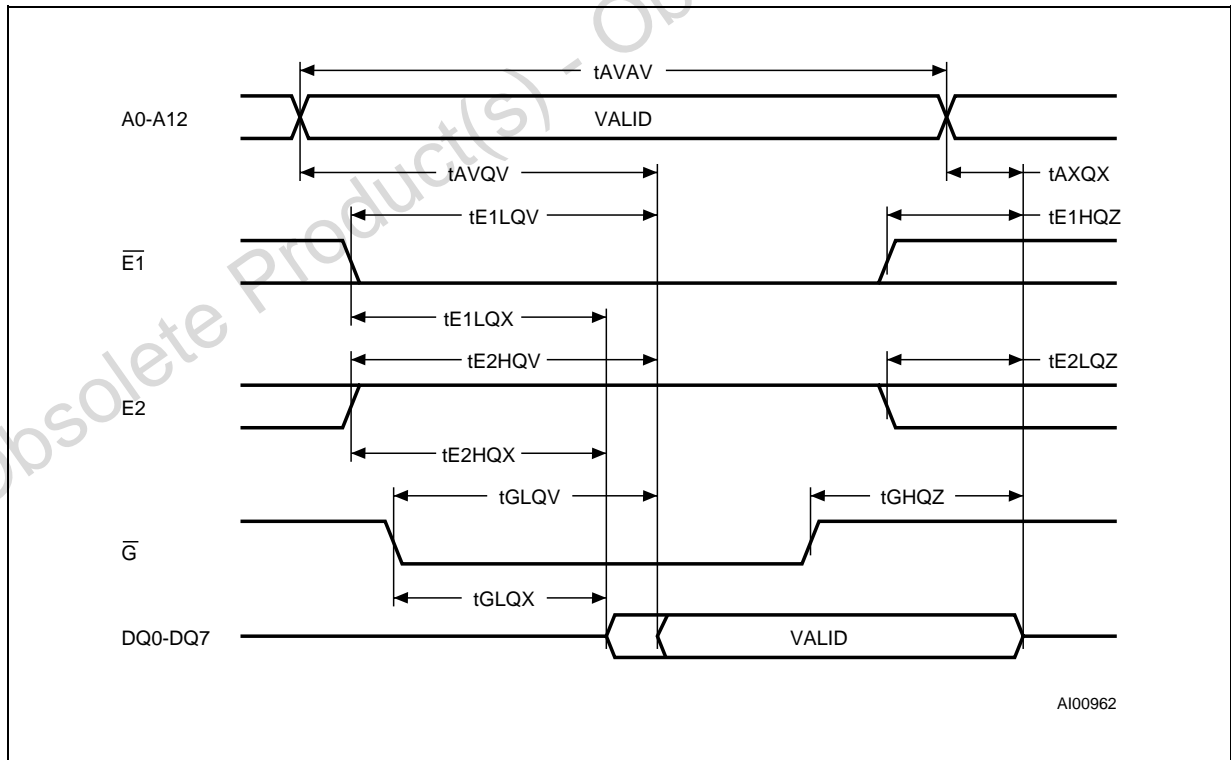 Obsolete Product(s) - Ob
tAVAV
A0-A12
VALID
tAVQV
tAXQX
tE1LQV
tE1HQZ
E1
tE1LQX
tE2HQV
tE2LQZ
E2
tE2HQX
tGLQV
tGHQZ
G
tGLQX
DQ0-DQ7
VALID
AI00962